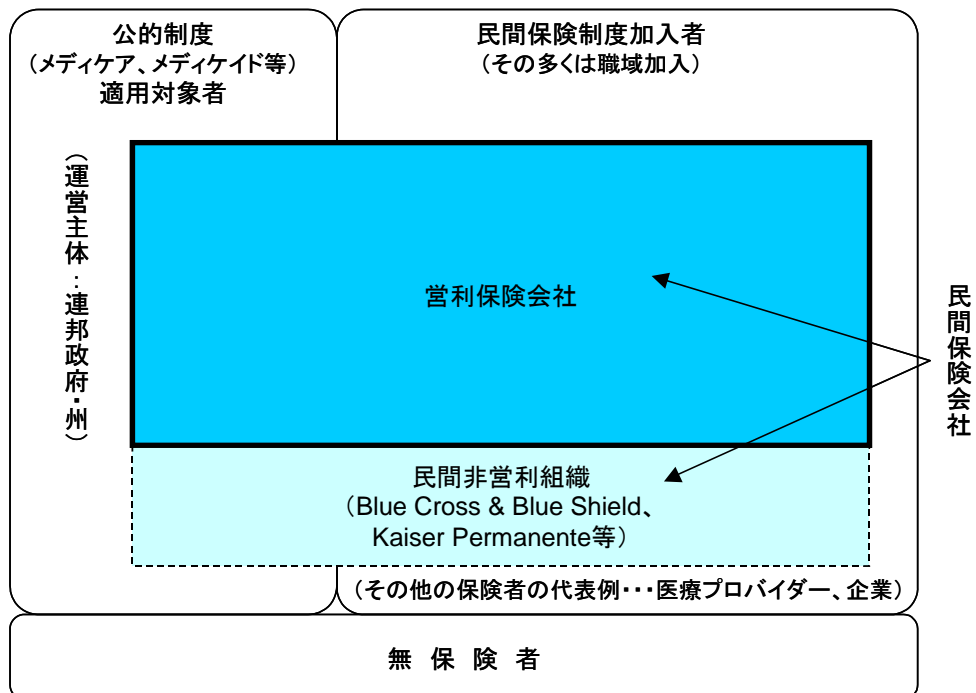 公的制度
（メディケア、メディケイド等）
適用対象者
民間保険制度加入者
（その多くは職域加入）
（運営主体：連邦政府・州）
営利保険会社
民間保険会社
民間非営利組織
（Blue Cross & Blue Shield、
Kaiser Permanente等）
（その他の保険者の代表例・・・医療プロバイダー、企業）
無 保 険 者